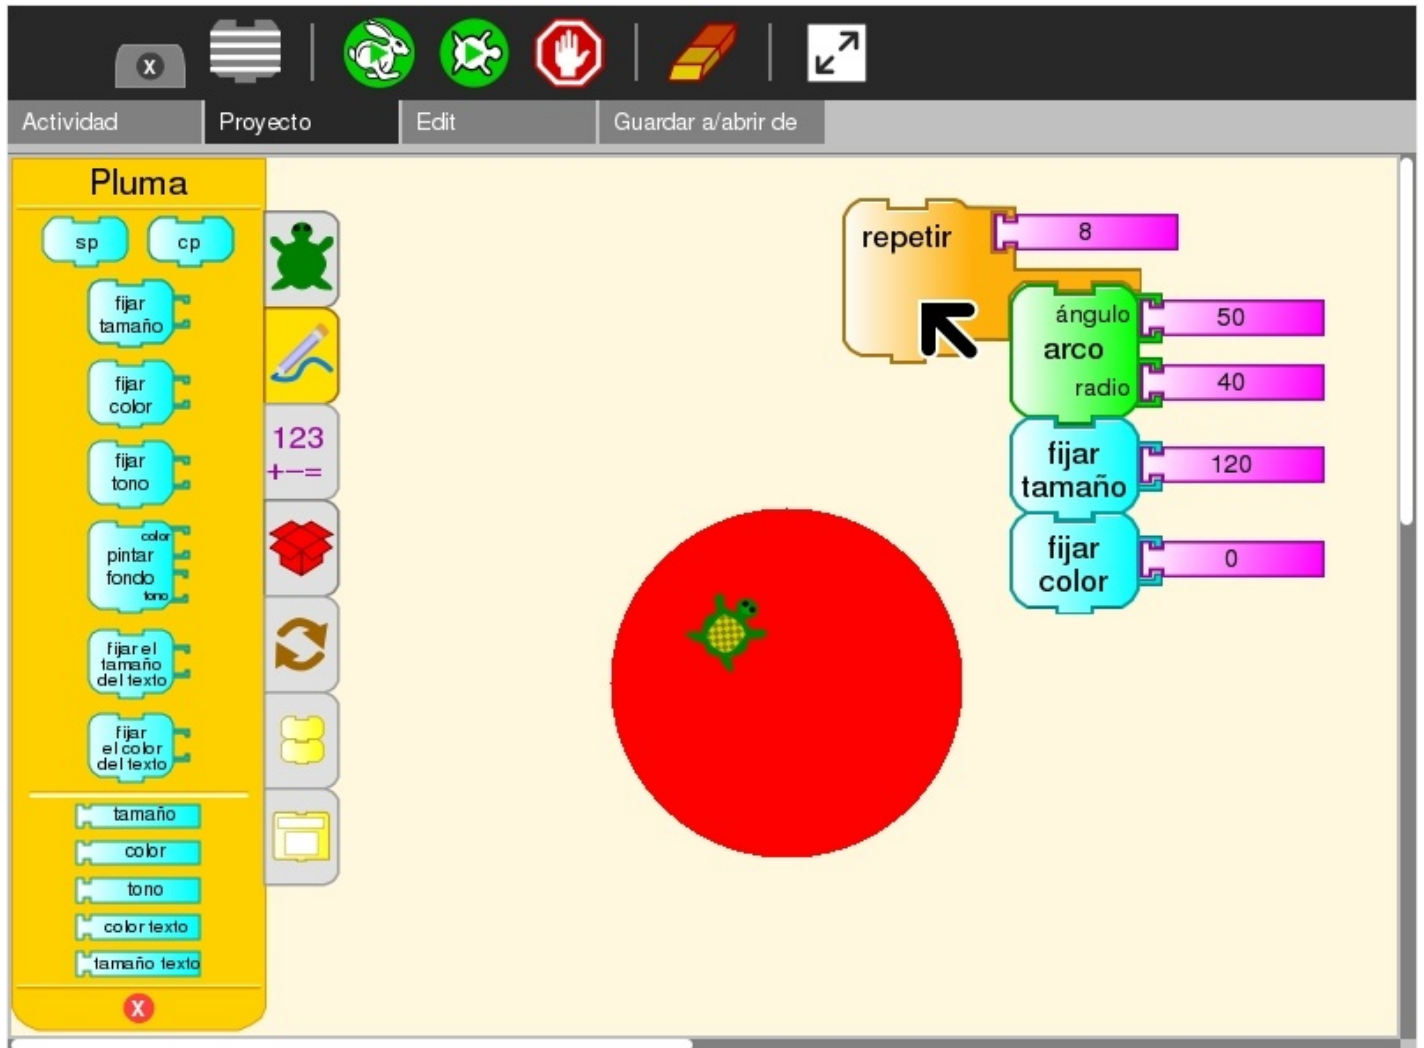 X
Actividad
Proyecto
Edit
Guardar a/abrir de
Pluma
sp
cp
fijar
tamaño
fijar
color
fijar
tono
color
pintar
fondo
tono
fijar el
tamaño
del texto
fijar
el color
del texto
tamaño
color
tono
color texto
tamaño texto
X
123
+−=
repetir
8
ángulo
50
arco
radio
40
fijar
tamaño
120
fijar
color
0